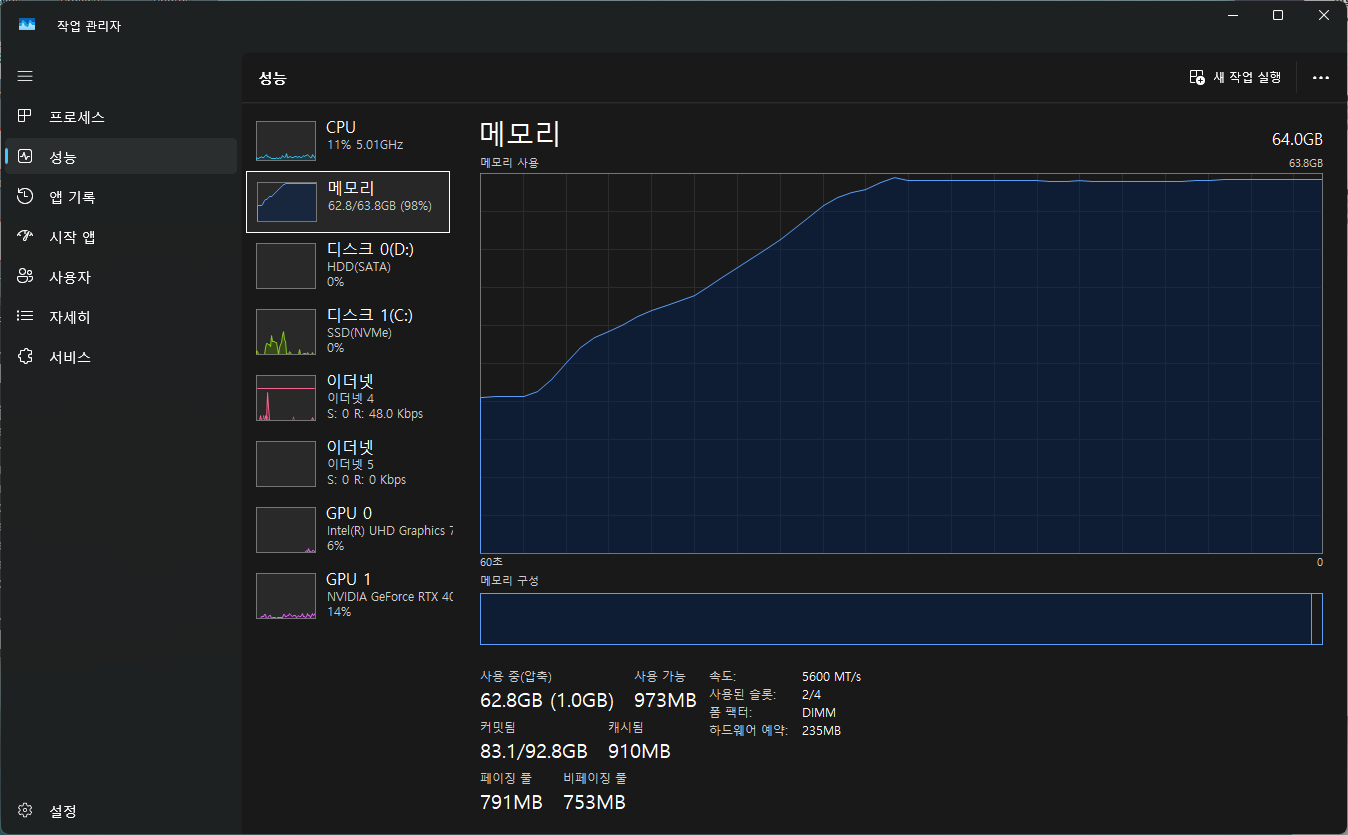 작업 관리자
프로세스
성능
앱 기록
시작 앱
사용자
자세히
서비스
설정
성능
새 작업 실행
CPU
11% 5.01GHz
메모리
62.8/63.8GB (98%)
디스크 0(D:)
HDD(SATA)
0%
디스크 1(C:)
SSD(NVMe)
0%
이더넷
이더넷 4
S: 0 R: 48.0 Kbps
이더넷
이더넷 5
S: 0 R: 0 Kbps
GPU 0
Intel(R) UHD Graphics 7
6%
GPU 1
NVIDIA GeForce RTX 40
14%
메모리
64.0GB
메모리 사용
63.8GB
60초
0
메모리 구성
사용 중(압축)
62.8GB (1.0GB)
사용 가능
973MB
커밋됨
83.1/92.8GB
캐시됨
910MB
페이징 풀
791MB
비페이징 풀
753MB
속도: 5600 MT/s
사용된 슬롯: 2/4
폼 팩터: DIMM
하드웨어 예약: 235MB